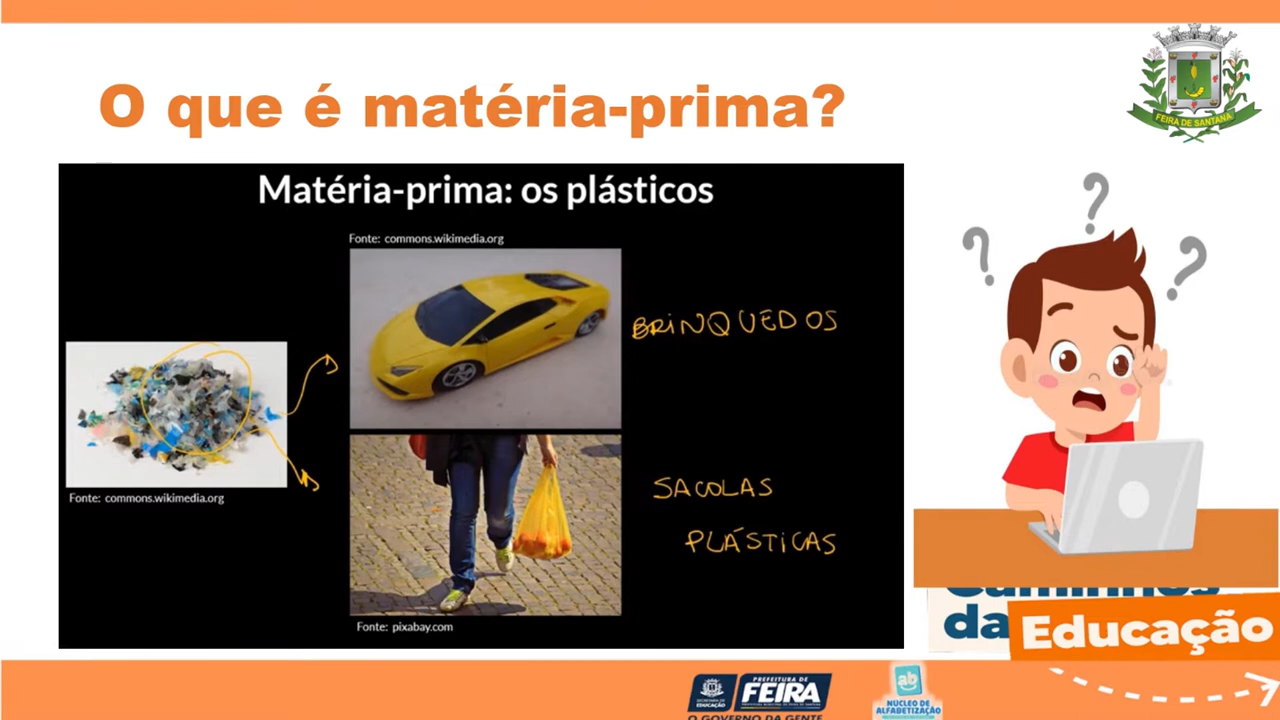 FEIRA DE SANTANA
O que é matéria-prima?
Matéria-prima: os plásticos
Fonte: commons.wikimedia.org
BRINQUEDOS
Fonte: commons.wikimedia.org
SACOLAS
PLÁSTICAS
Fonte: pixabay.com
? ? ?
Caminhos
da Educação
SECRETARIA DE
EDUCAÇÃO
PREFEITURA DE
FEIRA
O GOVERNO DA GENTE
ab
NÚCLEO DE
ALFABETIZAÇÃO